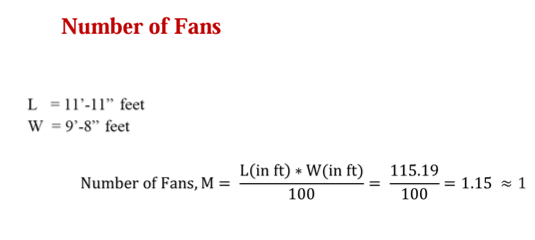 Number of Fans
L = 11’-11” feet
W = 9’-8” feet
Number of Fans, M = L(in ft) ∗ W(in ft) / 100 = 115.19 / 100 = 1.15 ≈ 1